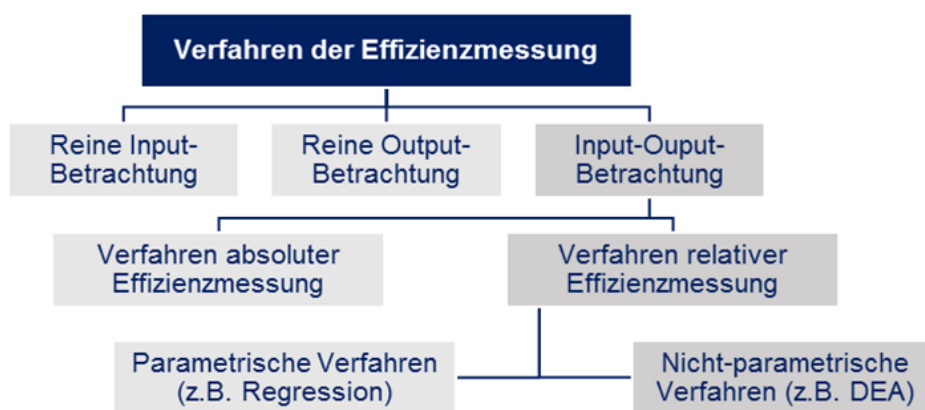 Verfahren der Effizienzmessung
Reine Input-
Betrachtung
Reine Output-
Betrachtung
Input-Ouput-
Betrachtung
Verfahren absoluter
Effizienzmessung
Verfahren relativer
Effizienzmessung
Parametrische Verfahren
(z.B. Regression)
Nicht-parametrische
Verfahren (z.B. DEA)